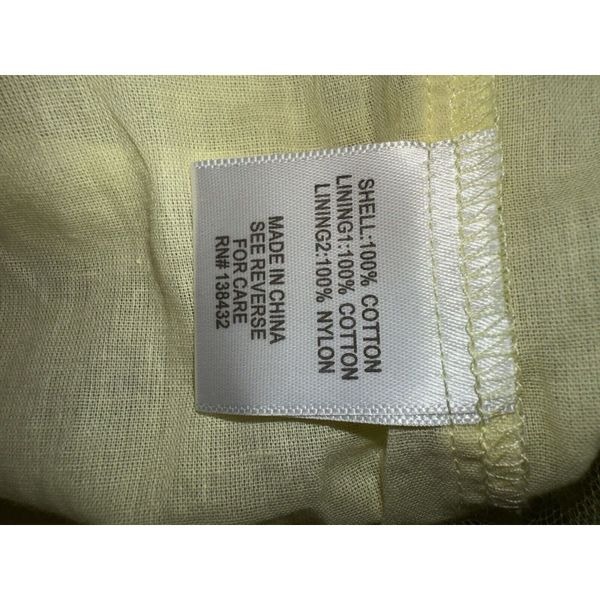 SHELL:100% COTTON
LINING1:100% COTTON
LINING2:100% NYLON
MADE IN CHINA
SEE REVERSE
FOR CARE
RN# 138432